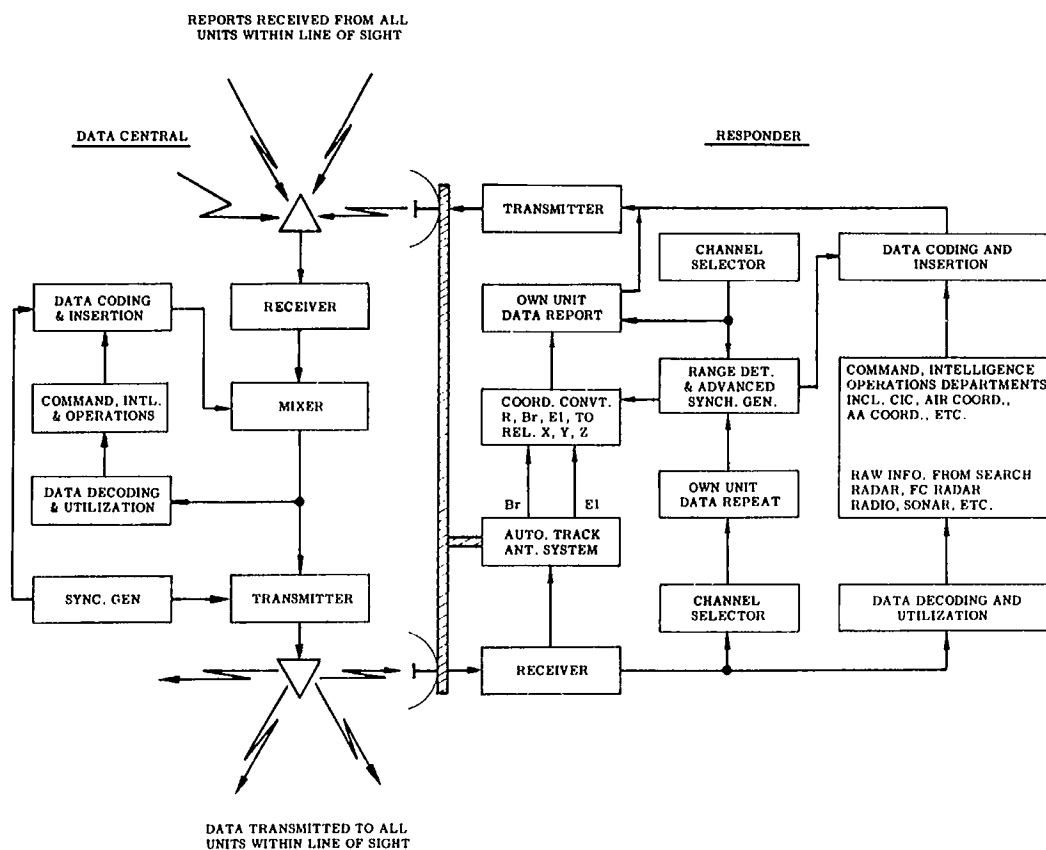 REPORTS RECEIVED FROM ALL
UNITS WITHIN LINE OF SIGHT
DATA CENTRAL
RESPONDER
TRANSMITTER
CHANNEL
SELECTOR
DATA CODING AND
INSERTION
DATA CODING
& INSERTION
RECEIVER
OWN UNIT
DATA REPORT
COMMAND, INTL.
& OPERATIONS
MIXER
COORD. CONVT.
R, Br, El, TO
REL. X, Y, Z
RANGE DET.
& ADVANCED
SYNCH. GEN.
COMMAND, INTELLIGENCE
OPERATIONS DEPARTMENTS
INCL. CIC, AIR COORD.,
AA COORD., ETC.
RAW INFO. FROM SEARCH
RADAR, FC RADAR
RADIO, SONAR, ETC.
DATA DECODING
& UTILIZATION
OWN UNIT
DATA REPEAT
Br
El
AUTO. TRACK
ANT. SYSTEM
SYNC. GEN
TRANSMITTER
CHANNEL
SELECTOR
DATA DECODING AND
UTILIZATION
RECEIVER
DATA TRANSMITTED TO ALL
UNITS WITHIN LINE OF SIGHT